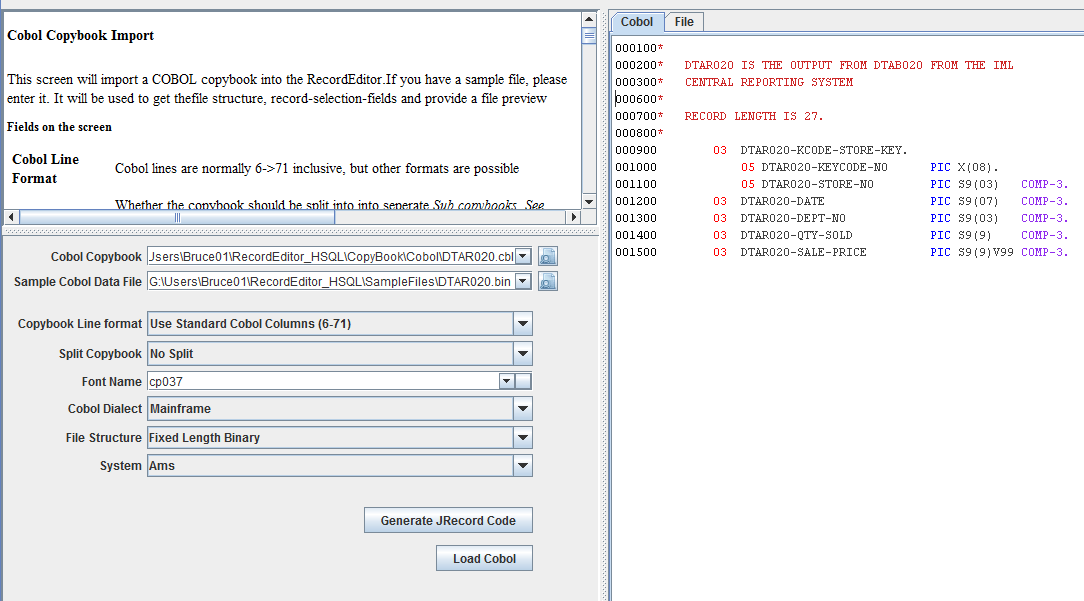 Cobol Copybook Import
This screen will import a COBOL copybook into the RecordEditor.If you have a sample file, please
enter it. It will be used to get thefile structure, record-selection-fields and provide a file preview
Fields on the screen
Cobol Line
Format
Cobol lines are normally 6->71 inclusive, but other formats are possible
Whether the copybook should be split into into seperate Sub copybooks. See
Cobol Copybook Jsers\Bruce01\RecordEditor_HSQL\CopyBook\Cobol\DTAR020.cbl
Sample Cobol Data File G:\Users\Bruce01\RecordEditor_HSQL\SampleFiles\DTAR020.bin
Copybook Line format Use Standard Cobol Columns (6-71)
Split Copybook No Split
Font Name cp037
Cobol Dialect Mainframe
File Structure Fixed Length Binary
System Ams
Generate JRecord Code
Load Cobol
Cobol File
000100*
000200* DTAR020 IS THE OUTPUT FROM DTAB020 FROM THE IML
000300* CENTRAL REPORTING SYSTEM
000600*
000700* RECORD LENGTH IS 27.
000800*
000900 03 DTAR020-KCODE-STORE-KEY.
001000 05 DTAR020-KEYCODE-NO PIC X(08).
001100 05 DTAR020-STORE-NO PIC S9(03) COMP-3.
001200 03 DTAR020-DATE PIC S9(07) COMP-3.
001300 03 DTAR020-DEPT-NO PIC S9(03) COMP-3.
001400 03 DTAR020-QTY-SOLD PIC S9(9) COMP-3.
001500 03 DTAR020-SALE-PRICE PIC S9(9)V99 COMP-3.